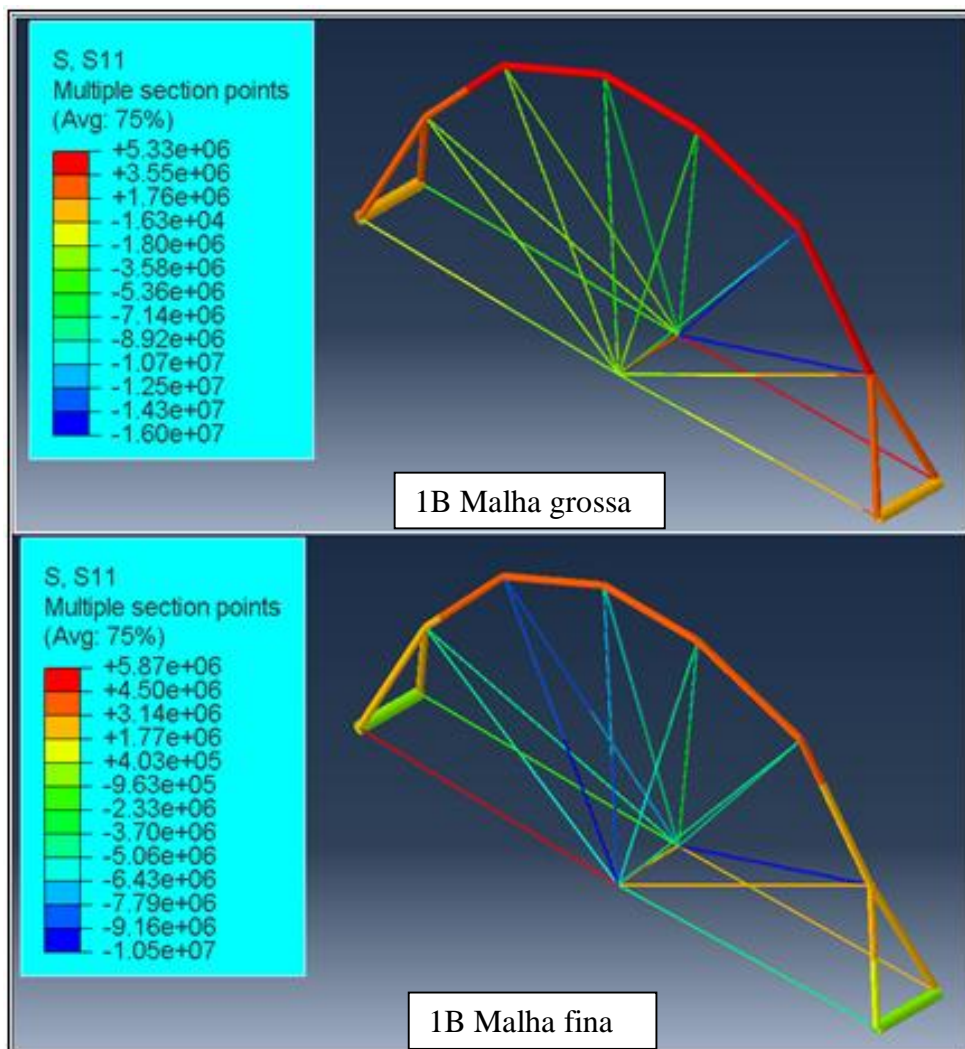 S, S11
Multiple section points
(Avg: 75%)
+5.33e+06
+3.55e+06
+1.76e+06
-1.63e+04
-1.80e+06
-3.58e+06
-5.36e+06
-7.14e+06
-8.92e+06
-1.07e+07
-1.25e+07
-1.43e+07
-1.60e+07
1B Malha grossa
S, S11
Multiple section points
(Avg: 75%)
+5.87e+06
+4.50e+06
+3.14e+06
+1.77e+06
+4.03e+05
-9.63e+05
-2.33e+06
-3.70e+06
-5.06e+06
-6.43e+06
-7.79e+06
-9.16e+06
-1.05e+07
1B Malha fina